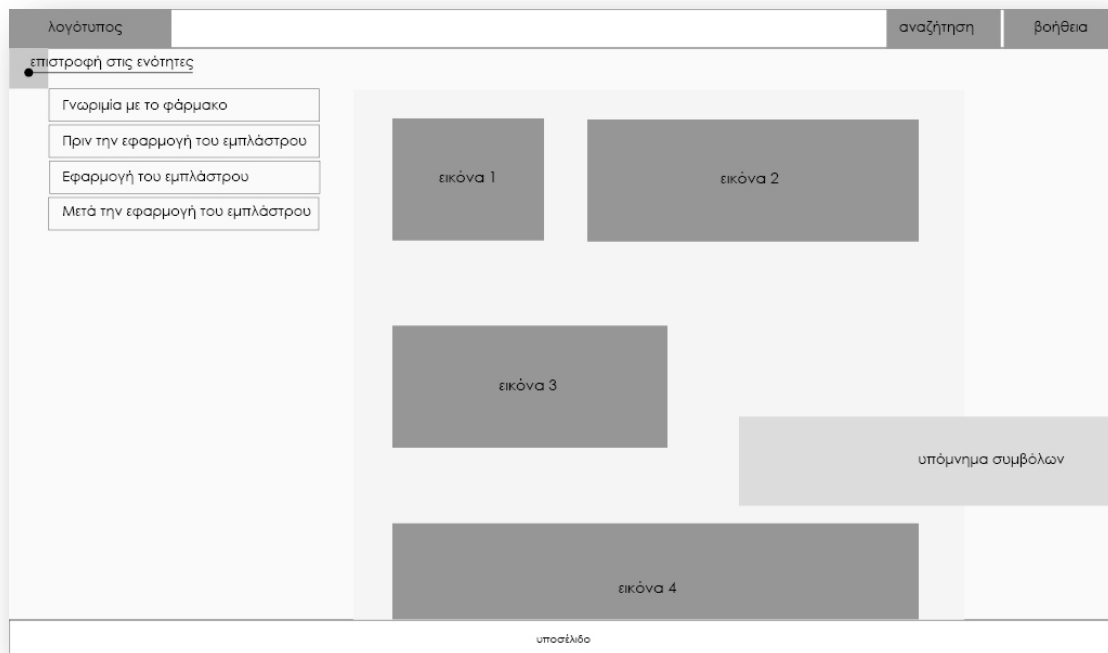 λογότυπος
αναζήτηση
βοήθεια
επιστροφή στις ενότητες
Γνωριμία με το φάρμακο
Πριν την εφαρμογή του εμπλάστρου
Εφαρμογή του εμπλάστρου
Μετά την εφαρμογή του εμπλάστρου
εικόνα 1
εικόνα 2
εικόνα 3
υπόμνημα συμβόλων
εικόνα 4
υποσέλιδο